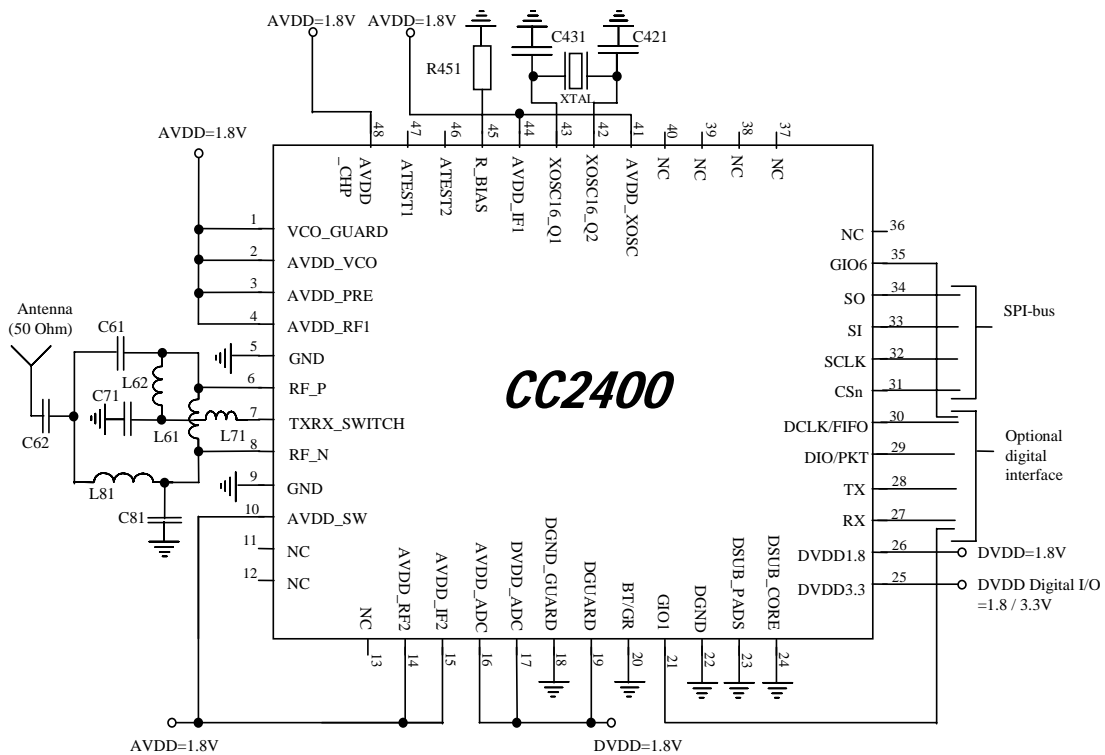 AVDD=1.8V
AVDD=1.8V
C431
C421
R451
XTAL
AVDD=1.8V
48
47
46
45
44
43
42
41
40
39
38
37
AVDD
_CHP
ATEST1
ATEST2
R_BIAS
AVDD_IF1
XOSC16_Q1
XOSC16_Q2
AVDD_XOSC
NC
NC
NC
NC
1
VCO_GUARD
2
AVDD_VCO
3
AVDD_PRE
4
AVDD_RF1
5
GND
6
RF_P
7
TXRX_SWITCH
8
RF_N
9
GND
10
AVDD_SW
11
NC
12
NC
Antenna
(50 Ohm)
C61
L62
C71
L61
L71
C62
L81
C81
CC2400
NC
36
GIO6
35
SO
34
SI
33
SCLK
32
CSn
31
DCLK/FIFO
30
DIO/PKT
29
TX
28
RX
27
DVDD1.8
26
DVDD3.3
25
SPI-bus
Optional
digital
interface
DVDD=1.8V
DVDD Digital I/O
=1.8 / 3.3V
NC
AVDD_RF2
AVDD_IF2
AVDD_ADC
DVDD_ADC
DGND_GUARD
DGUARD
BT/GR
GIO1
DGND
DSUB_PADS
DSUB_CORE
13
14
15
16
17
18
19
20
21
22
23
24
AVDD=1.8V
DVDD=1.8V